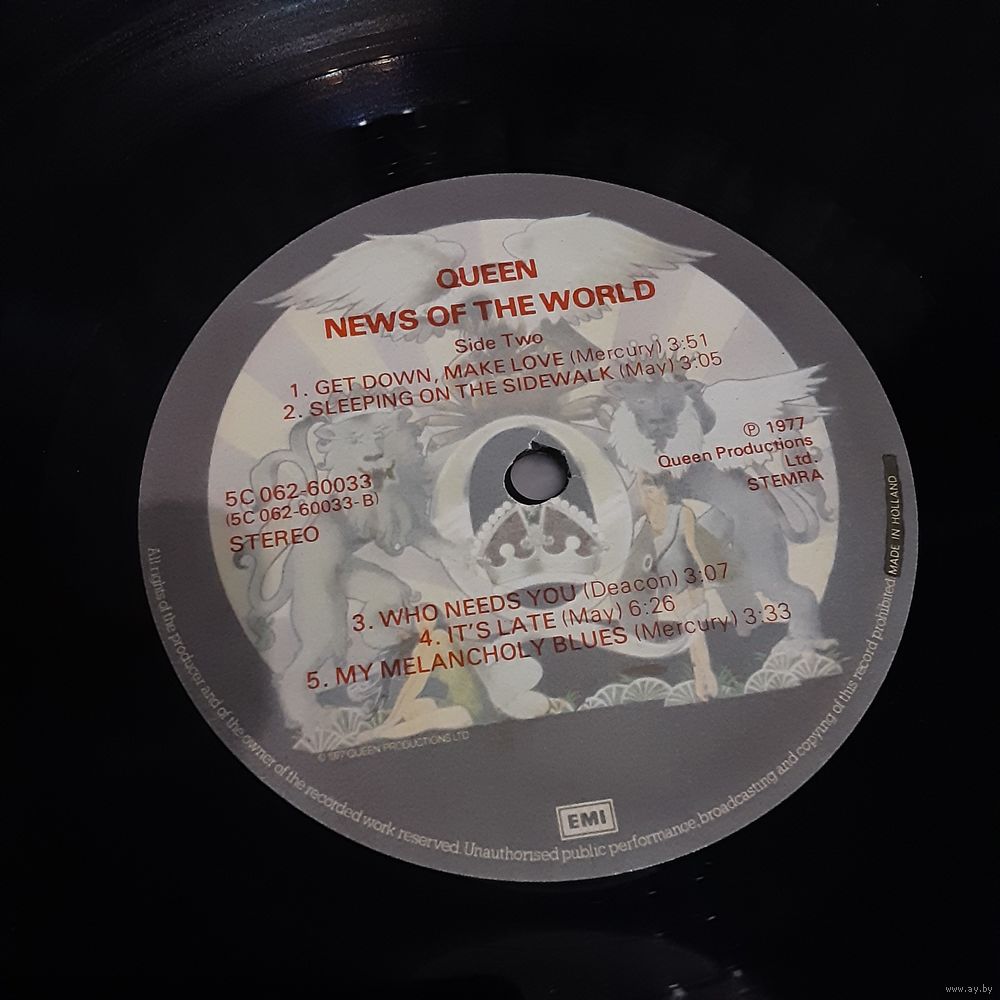 QUEEN
NEWS OF THE WORLD
Side Two
1. GET DOWN, MAKE LOVE (Mercury) 3:51
2. SLEEPING ON THE SIDEWALK (May) 3:05
℗ 1977
Queen Productions
Ltd.
STEMRA
5C 062-60033
(5C 062-60033-B)
STEREO
3. WHO NEEDS YOU (Deacon) 3:07
4. IT'S LATE (May) 6:26
5. MY MELANCHOLY BLUES (Mercury) 3:33
© 1977 QUEEN PRODUCTIONS LTD
EMI
All rights of the producer and of the owner of the recorded work reserved. Unauthorised public performance, broadcasting and copying of this record prohibited
MADE IN HOLLAND
www.ay.by